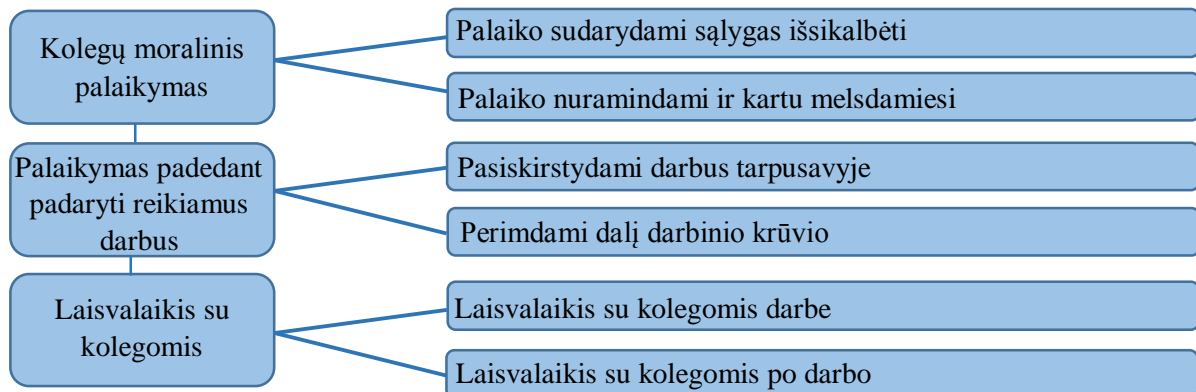 Kolegų moralinis
palaikymas
Palaiko sudarydami sąlygas išsikalbėti
Palaiko nuramindami ir kartu melsdamiesi
Palaikymas padedant
padaryti reikiamus
darbus
Pasiskirstydami darbus tarpusavyje
Perimdami dalį darbinio krūvio
Laisvalaikis su
kolegomis
Laisvalaikis su kolegomis darbe
Laisvalaikis su kolegomis po darbo